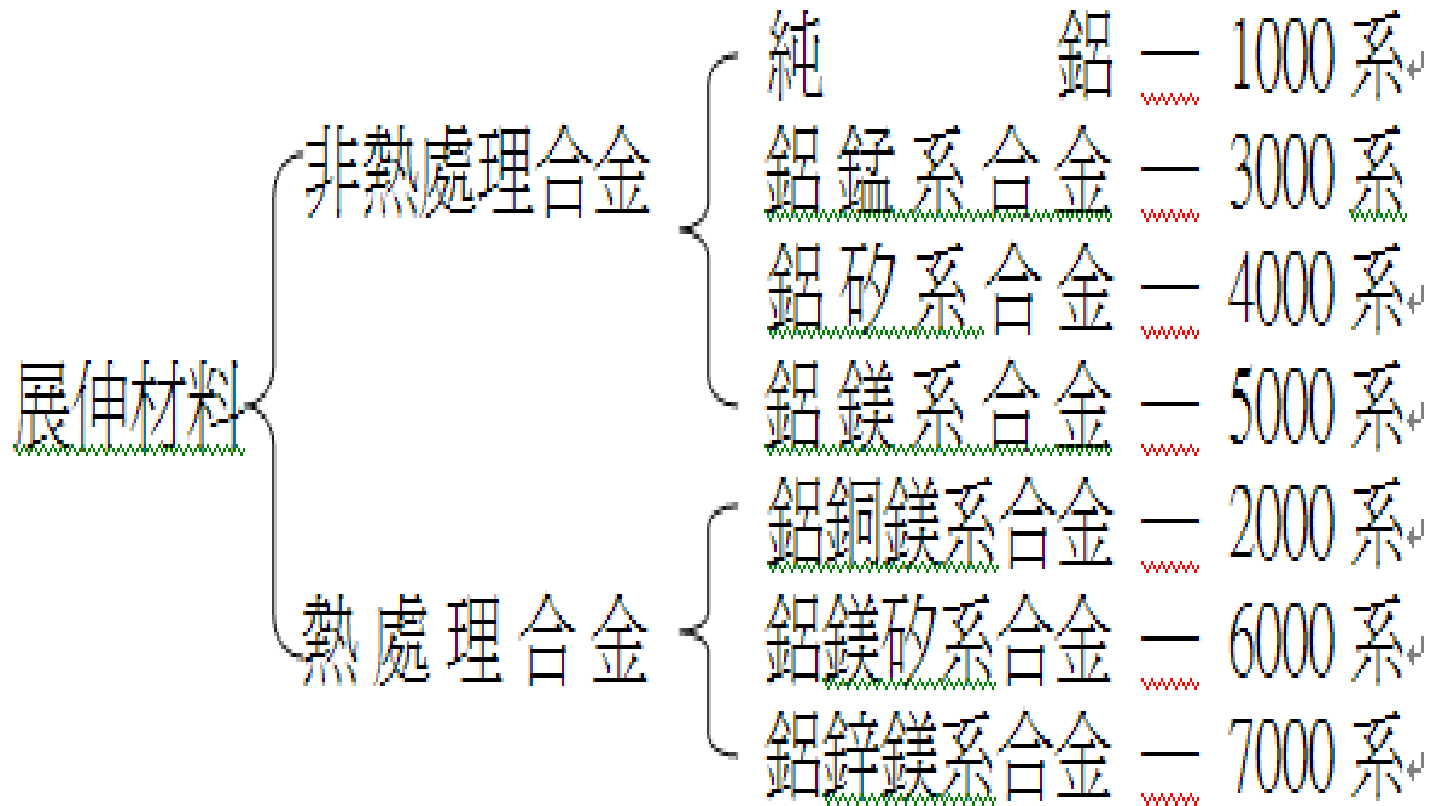 純 鋁 — 1000 系
非熱處理合金 鋁錳系合金 — 3000 系
鋁矽系合金 — 4000 系
展伸材料 鋁鎂系合金 — 5000 系
鋁銅鎂系合金 — 2000 系
熱處理合金 鋁鎂矽系合金 — 6000 系
鋁鋅鎂系合金 — 7000 系